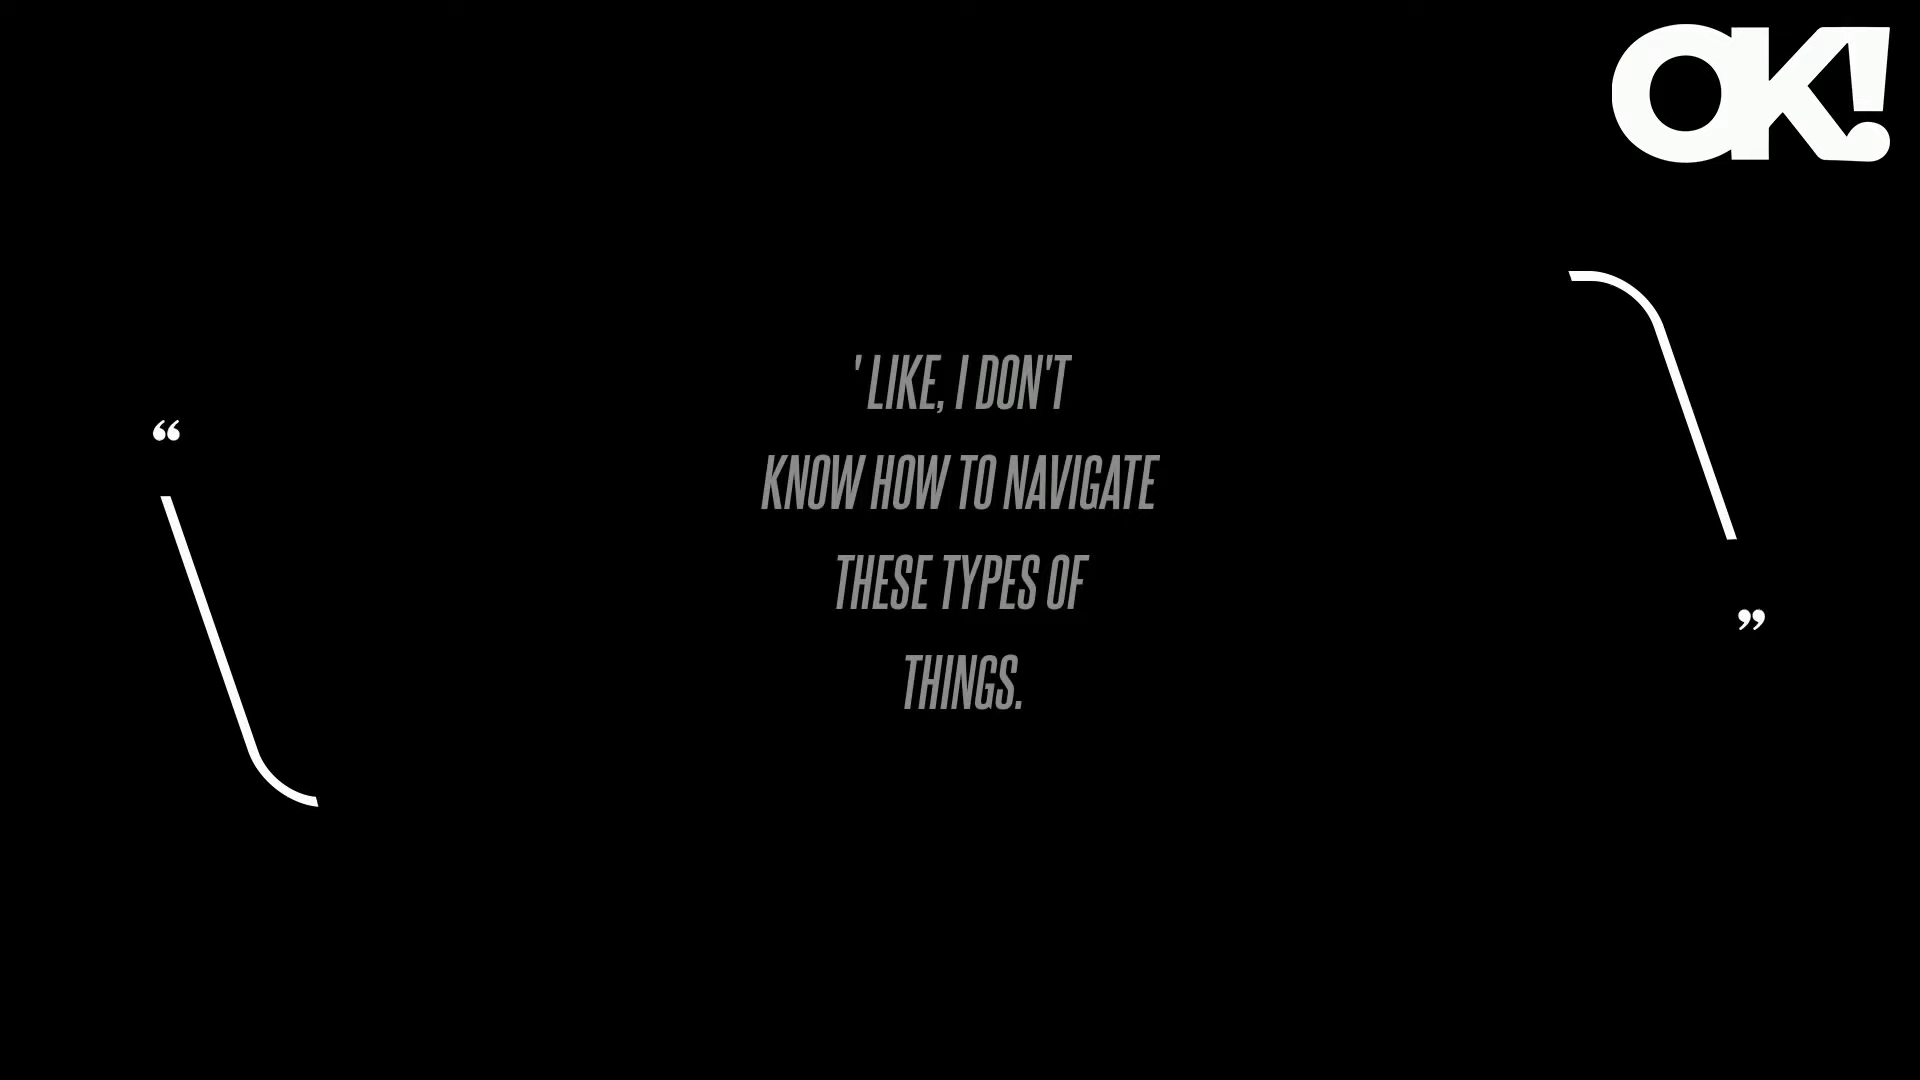 OK!
“
' LIKE, I DON'T
KNOW HOW TO NAVIGATE
THESE TYPES OF
THINGS.
”